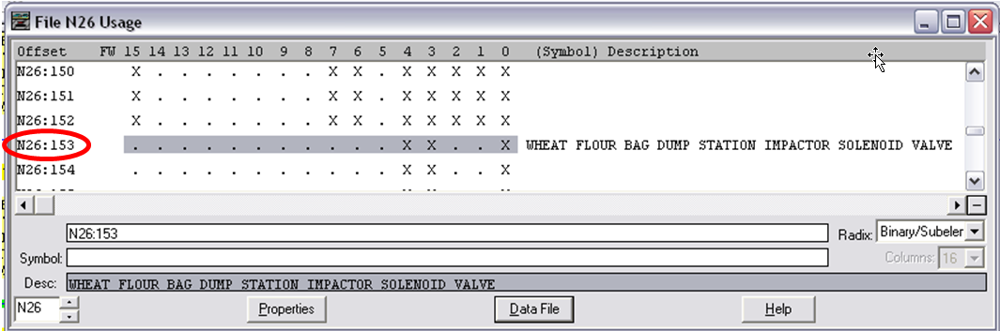 File N26 Usage
Offset FW 15 14 13 12 11 10 9 8 7 6 5 4 3 2 1 0 (Symbol) Description
N26:150 X . . . . . . . X X . X X X X X
N26:151 X . . . . . . . X X . X X X X X
N26:152 X . . . . . . . X X . X X X X X
N26:153 . . . . . . . . . . . X X . . X WHEAT FLOUR BAG DUMP STATION IMPACTOR SOLENOID VALVE
N26:154 . . . . . . . . . . . X X . . X
N26:153 Radix: Binary/Subeler
Symbol: Columns: 16
Desc: WHEAT FLOUR BAG DUMP STATION IMPACTOR SOLENOID VALVE
N26 Properties Data File Help